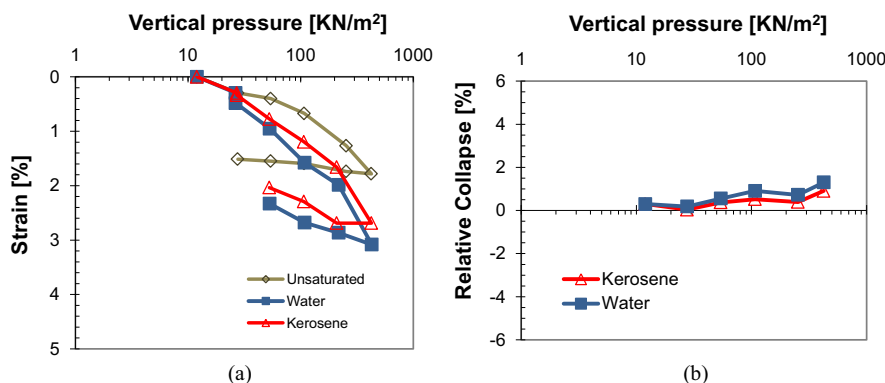 Vertical pressure [KN/m²]
1 10 100 1000
0
1
2
3
4
5
Strain [%]
Unsaturated
Water
Kerosene
(a)
Vertical pressure [KN/m²]
1 10 100 1000
6
4
2
0
-2
-4
-6
Relative Collapse [%]
Kerosene
Water
(b)